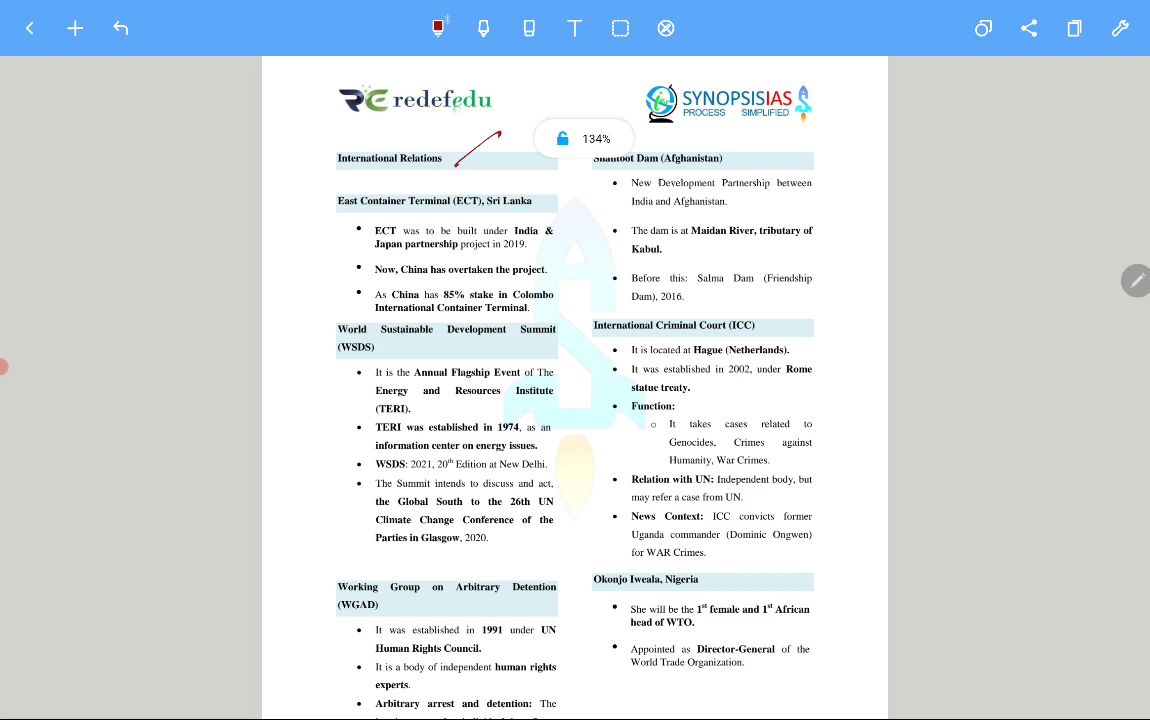 redefedu
SYNOPSISIAS
PROCESS SIMPLIFIED
134%
International Relations
East Container Terminal (ECT), Sri Lanka
• ECT was to be built under India &
Japan partnership project in 2019.
• Now, China has overtaken the project.
• As China has 85% stake in Colombo
International Container Terminal.
World Sustainable Development Summit
(WSDS)
• It is the Annual Flagship Event of The
Energy and Resources Institute
(TERI).
• TERI was established in 1974, as an
information center on energy issues.
• WSDS: 2021, 20th Edition at New Delhi.
• The Summit intends to discuss and act,
the Global South to the 26th UN
Climate Change Conference of the
Parties in Glasgow, 2020.
Working Group on Arbitrary Detention
(WGAD)
• It was established in 1991 under UN
Human Rights Council.
• It is a body of independent human rights
experts.
• Arbitrary arrest and detention: The
Shahtoot Dam (Afghanistan)
• New Development Partnership between
India and Afghanistan.
• The dam is at Maidan River, tributary of
Kabul.
• Before this: Salma Dam (Friendship
Dam), 2016.
International Criminal Court (ICC)
• It is located at Hague (Netherlands).
• It was established in 2002, under Rome
statue treaty.
• Function:
o It takes cases related to
Genocides, Crimes against
Humanity, War Crimes.
• Relation with UN: Independent body, but
may refer a case from UN.
• News Context: ICC convicts former
Uganda commander (Dominic Ongwen)
for WAR Crimes.
Okonjo Iweala, Nigeria
• She will be the 1st female and 1st African
head of WTO.
• Appointed as Director-General of the
World Trade Organization.